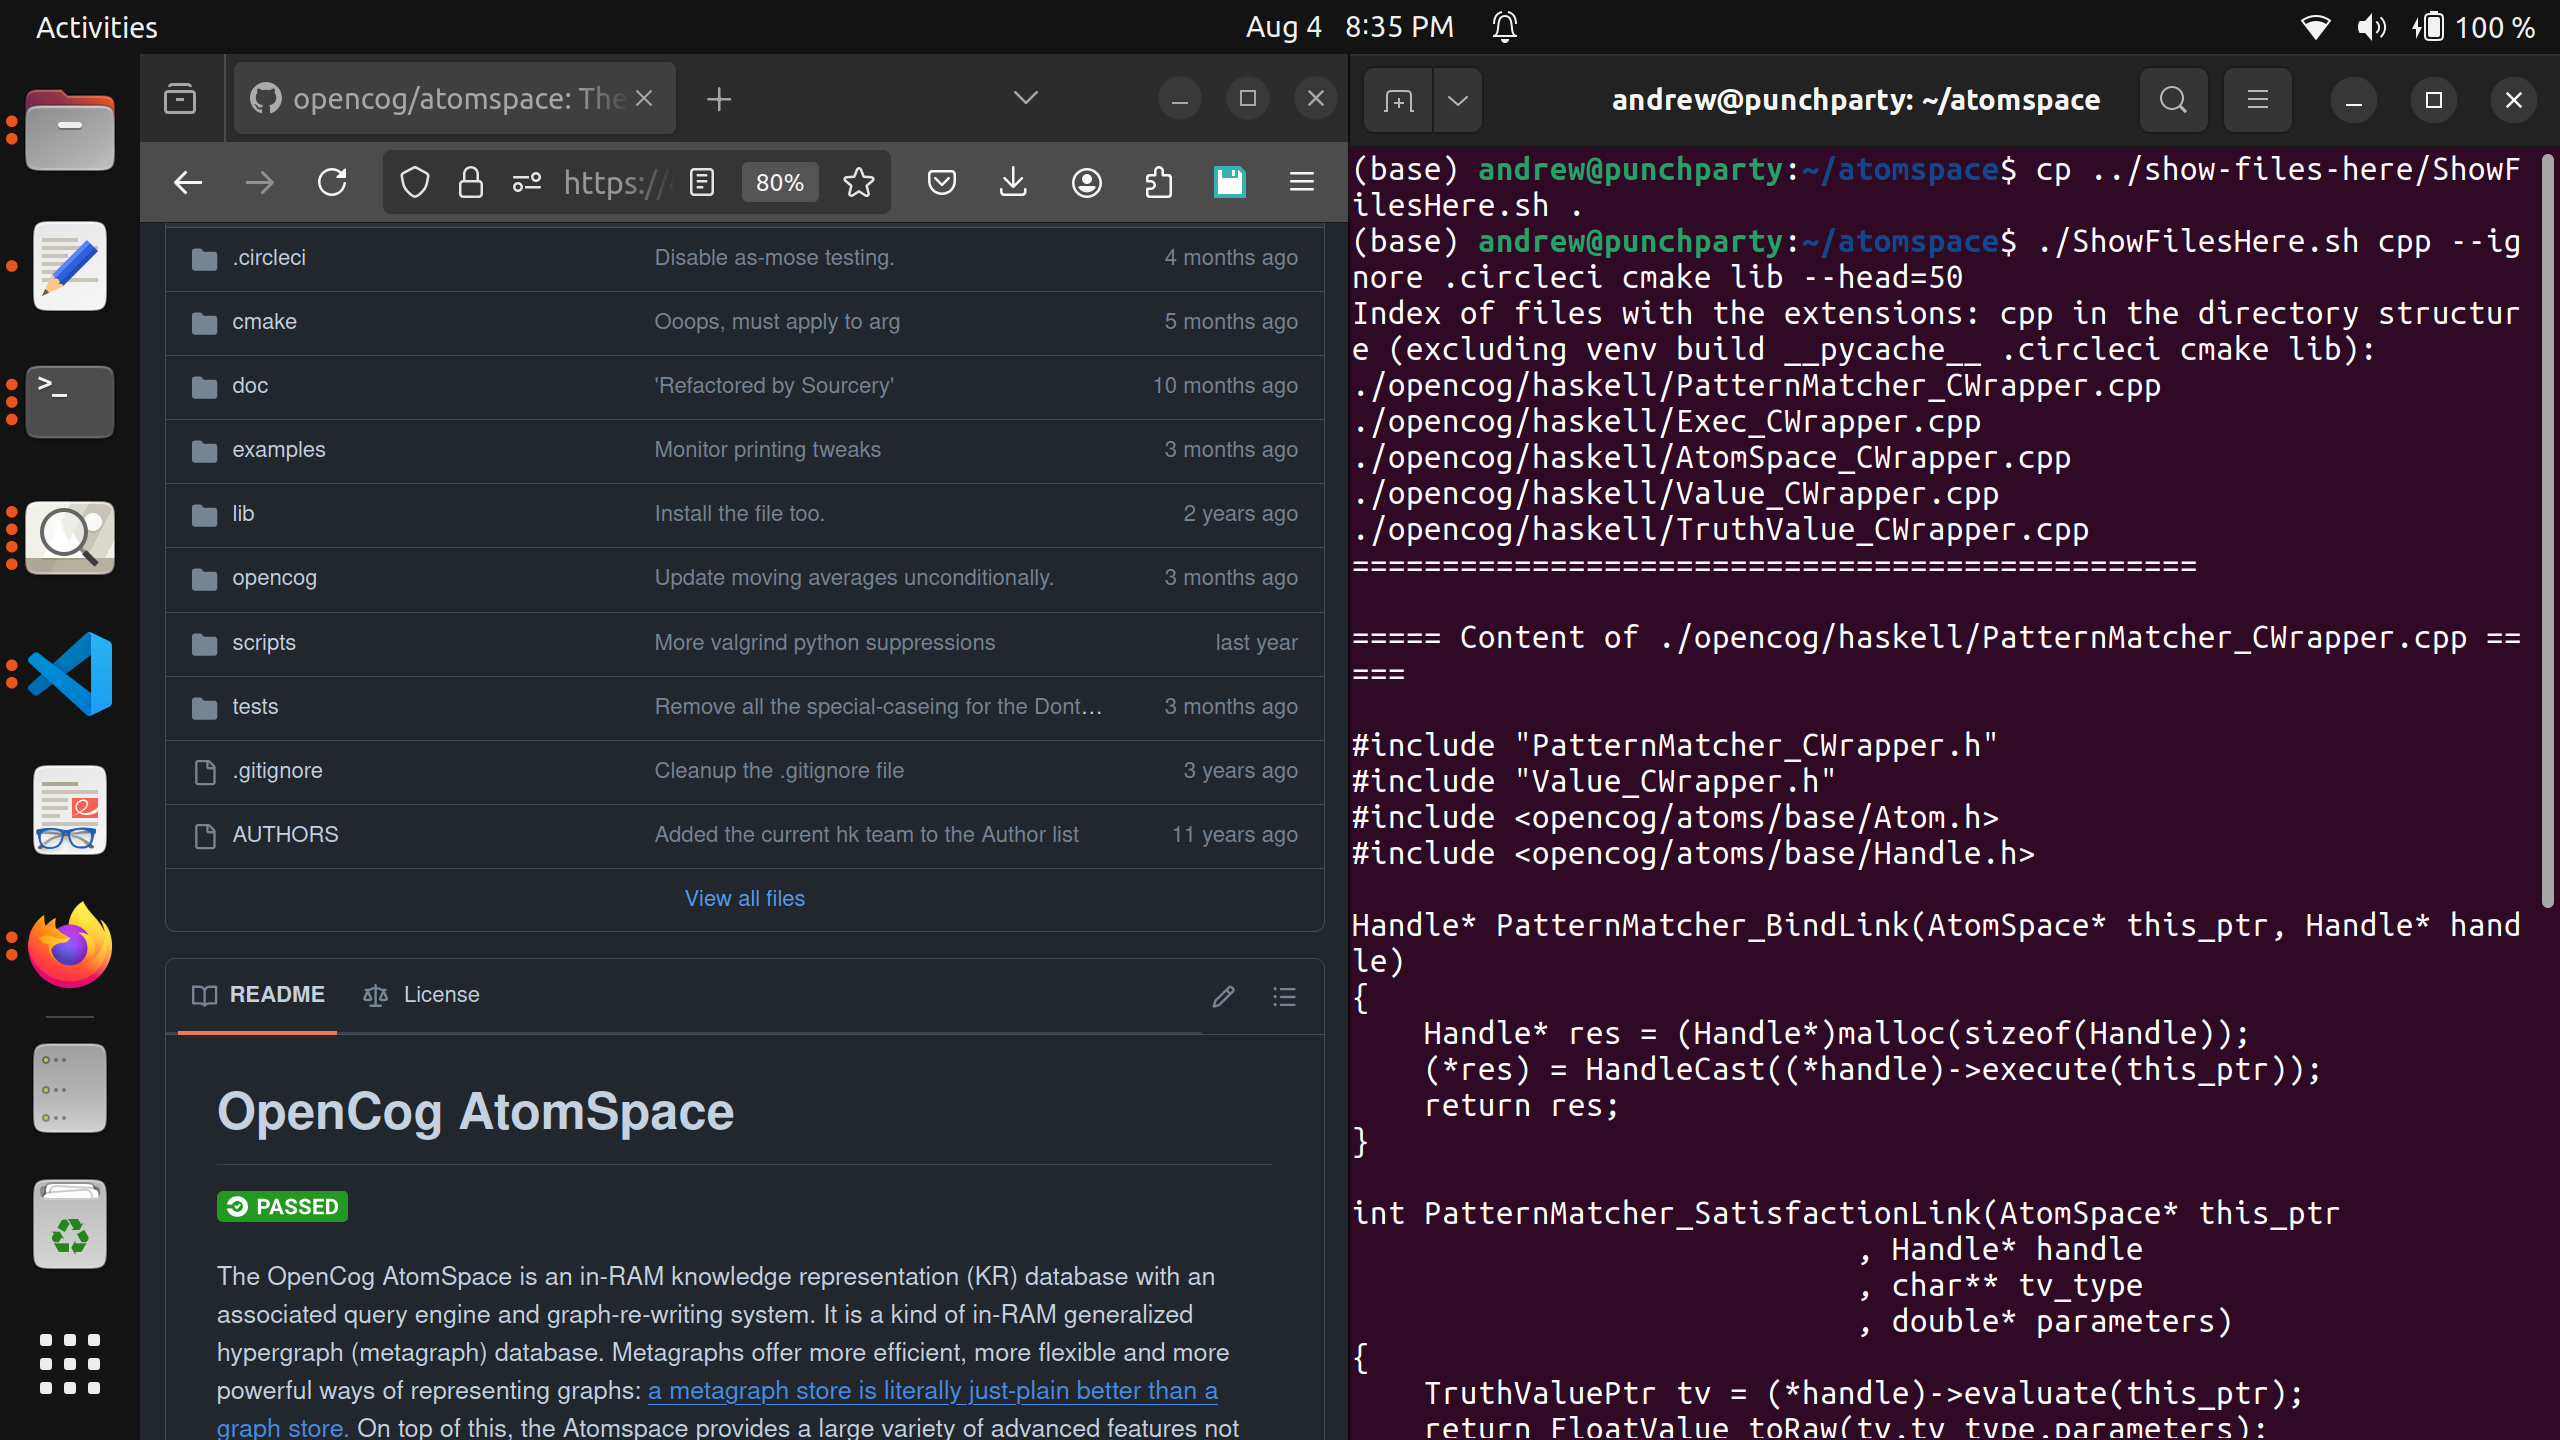 Activities
Aug 4 8:35 PM
100 %
opencog/atomspace: The
https://
80%
.circleci Disable as-mose testing. 4 months ago
cmake Ooops, must apply to arg 5 months ago
doc 'Refactored by Sourcery' 10 months ago
examples Monitor printing tweaks 3 months ago
lib Install the file too. 2 years ago
opencog Update moving averages unconditionally. 3 months ago
scripts More valgrind python suppressions last year
tests Remove all the special-caseing for the Dont… 3 months ago
.gitignore Cleanup the .gitignore file 3 years ago
AUTHORS Added the current hk team to the Author list 11 years ago
View all files
README License
OpenCog AtomSpace
PASSED
The OpenCog AtomSpace is an in-RAM knowledge representation (KR) database with an
associated query engine and graph-re-writing system. It is a kind of in-RAM generalized
hypergraph (metagraph) database. Metagraphs offer more efficient, more flexible and more
powerful ways of representing graphs: a metagraph store is literally just-plain better than a
graph store. On top of this, the Atomspace provides a large variety of advanced features not
andrew@punchparty: ~/atomspace
(base) andrew@punchparty:~/atomspace$ cp ../show-files-here/ShowF
ilesHere.sh .
(base) andrew@punchparty:~/atomspace$ ./ShowFilesHere.sh cpp --ig
nore .circleci cmake lib --head=50
Index of files with the extensions: cpp in the directory structur
e (excluding venv build __pycache__ .circleci cmake lib):
./opencog/haskell/PatternMatcher_CWrapper.cpp
./opencog/haskell/Exec_CWrapper.cpp
./opencog/haskell/AtomSpace_CWrapper.cpp
./opencog/haskell/Value_CWrapper.cpp
./opencog/haskell/TruthValue_CWrapper.cpp
===============================================
===== Content of ./opencog/haskell/PatternMatcher_CWrapper.cpp ==
===
#include "PatternMatcher_CWrapper.h"
#include "Value_CWrapper.h"
#include <opencog/atoms/base/Atom.h>
#include <opencog/atoms/base/Handle.h>
Handle* PatternMatcher_BindLink(AtomSpace* this_ptr, Handle* hand
le)
{
Handle* res = (Handle*)malloc(sizeof(Handle));
(*res) = HandleCast((*handle)->execute(this_ptr));
return res;
}
int PatternMatcher_SatisfactionLink(AtomSpace* this_ptr
, Handle* handle
, char** tv_type
, double* parameters)
{
TruthValuePtr tv = (*handle)->evaluate(this_ptr);
return FloatValue_toRaw(tv,tv_type,parameters);